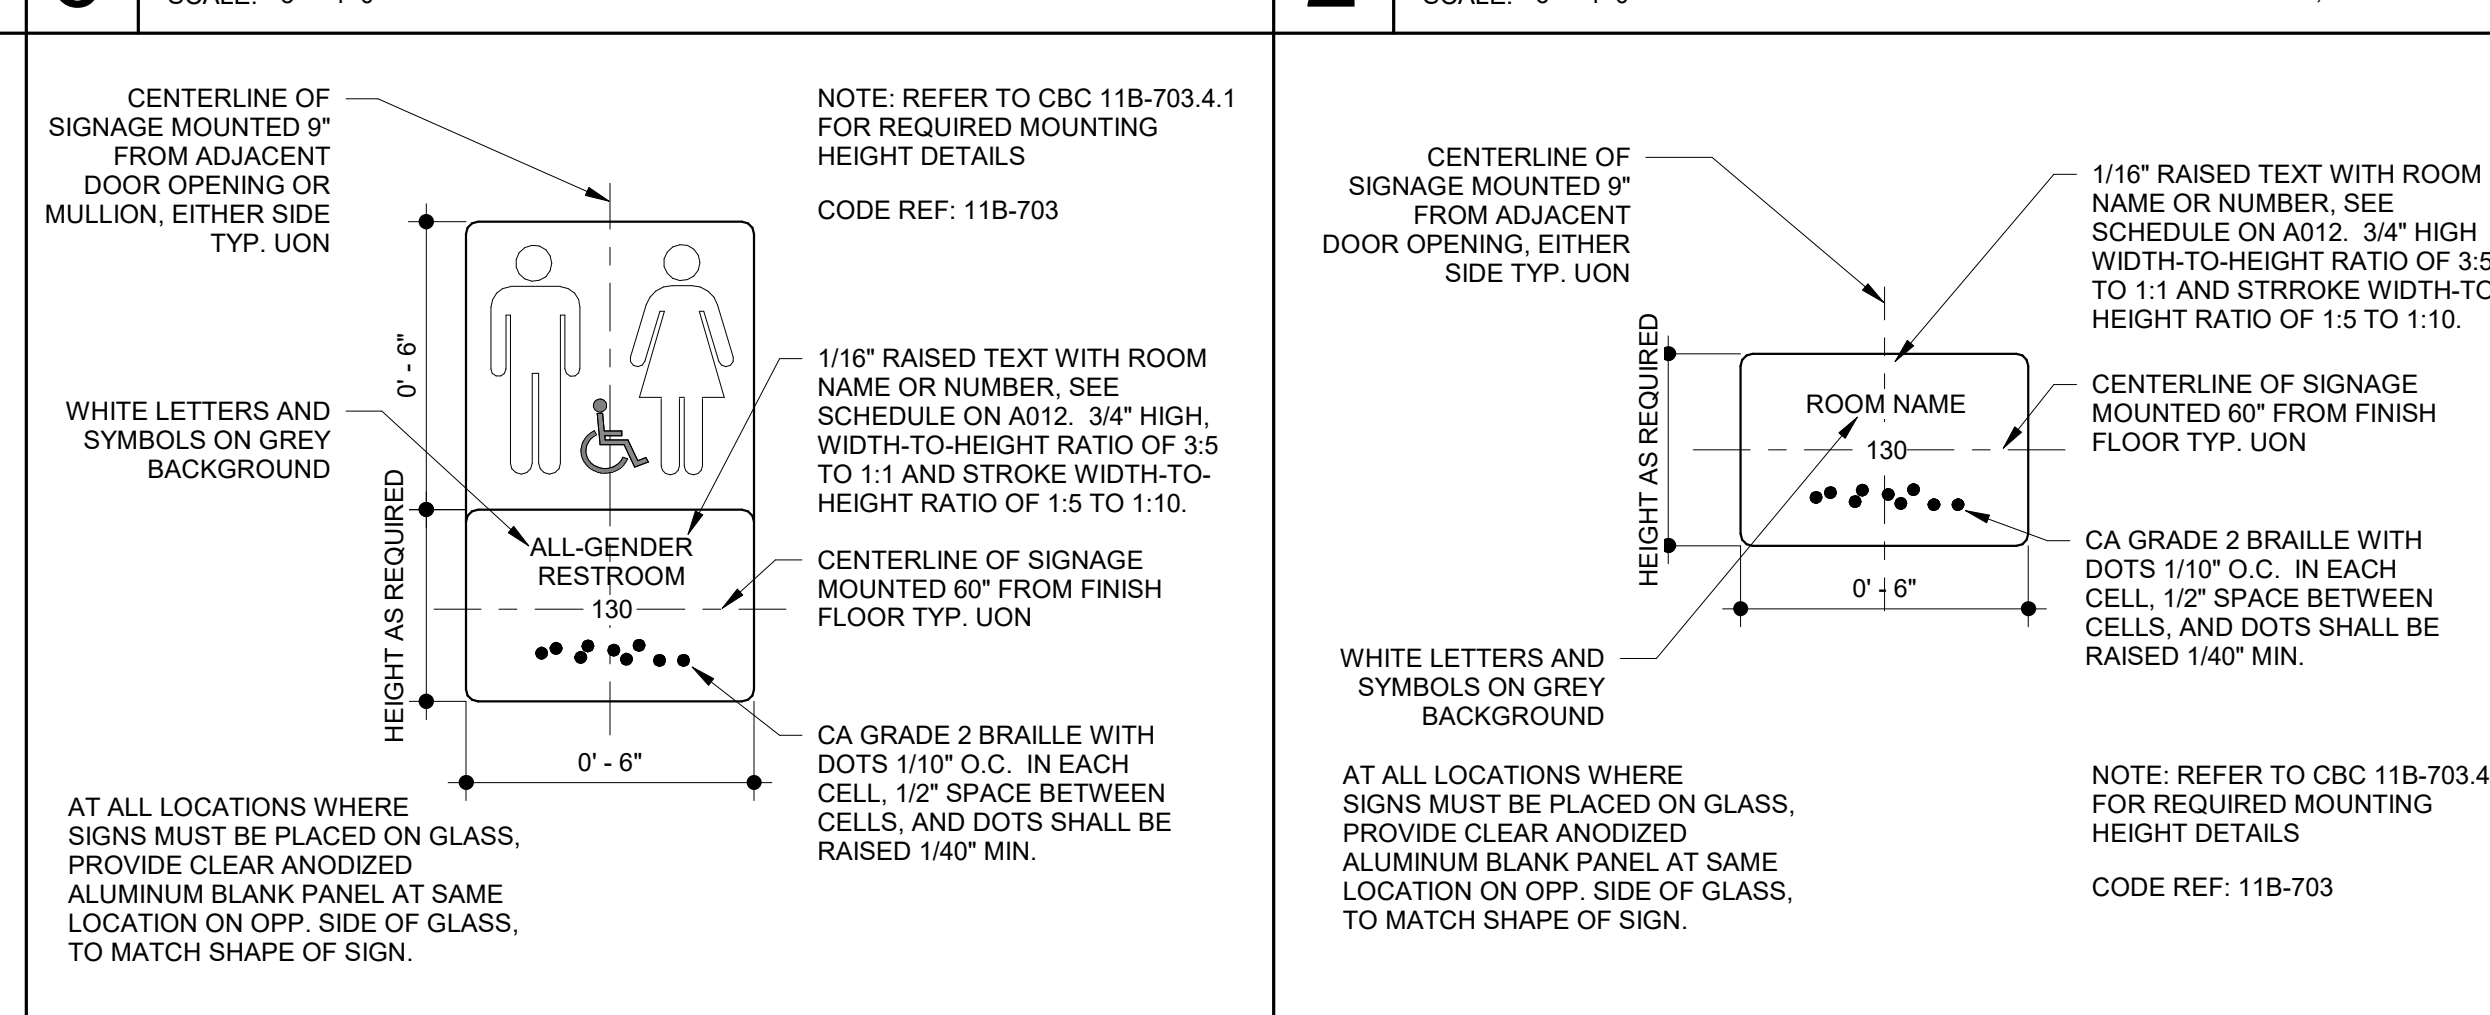 CENTERLINE OF
SIGNAGE MOUNTED 9"
FROM ADJACENT
DOOR OPENING OR
MULLION, EITHER SIDE
TYP. UON
NOTE: REFER TO CBC 11B-703.4.1
FOR REQUIRED MOUNTING
HEIGHT DETAILS
CODE REF: 11B-703
0' - 6"
WHITE LETTERS AND
SYMBOLS ON GREY
BACKGROUND
1/16" RAISED TEXT WITH ROOM
NAME OR NUMBER, SEE
SCHEDULE ON A012. 3/4" HIGH,
WIDTH-TO-HEIGHT RATIO OF 3:5
TO 1:1 AND STROKE WIDTH-TO-
HEIGHT RATIO OF 1:5 TO 1:10.
HEIGHT AS REQUIRED
ALL-GENDER
RESTROOM
130
CENTERLINE OF SIGNAGE
MOUNTED 60" FROM FINISH
FLOOR TYP. UON
CA GRADE 2 BRAILLE WITH
DOTS 1/10" O.C. IN EACH
CELL, 1/2" SPACE BETWEEN
CELLS, AND DOTS SHALL BE
RAISED 1/40" MIN.
0' - 6"
AT ALL LOCATIONS WHERE
SIGNS MUST BE PLACED ON GLASS,
PROVIDE CLEAR ANODIZED
ALUMINUM BLANK PANEL AT SAME
LOCATION ON OPP. SIDE OF GLASS,
TO MATCH SHAPE OF SIGN.
CENTERLINE OF
SIGNAGE MOUNTED 9"
FROM ADJACENT
DOOR OPENING, EITHER
SIDE TYP. UON
1/16" RAISED TEXT WITH ROOM
NAME OR NUMBER, SEE
SCHEDULE ON A012. 3/4" HIGH
WIDTH-TO-HEIGHT RATIO OF 3:5
TO 1:1 AND STRROKE WIDTH-TO
HEIGHT RATIO OF 1:5 TO 1:10.
HEIGHT AS REQUIRED
ROOM NAME
130
CENTERLINE OF SIGNAGE
MOUNTED 60" FROM FINISH
FLOOR TYP. UON
CA GRADE 2 BRAILLE WITH
DOTS 1/10" O.C. IN EACH
CELL, 1/2" SPACE BETWEEN
CELLS, AND DOTS SHALL BE
RAISED 1/40" MIN.
0' - 6"
WHITE LETTERS AND
SYMBOLS ON GREY
BACKGROUND
AT ALL LOCATIONS WHERE
SIGNS MUST BE PLACED ON GLASS,
PROVIDE CLEAR ANODIZED
ALUMINUM BLANK PANEL AT SAME
LOCATION ON OPP. SIDE OF GLASS,
TO MATCH SHAPE OF SIGN.
NOTE: REFER TO CBC 11B-703.4
FOR REQUIRED MOUNTING
HEIGHT DETAILS
CODE REF: 11B-703